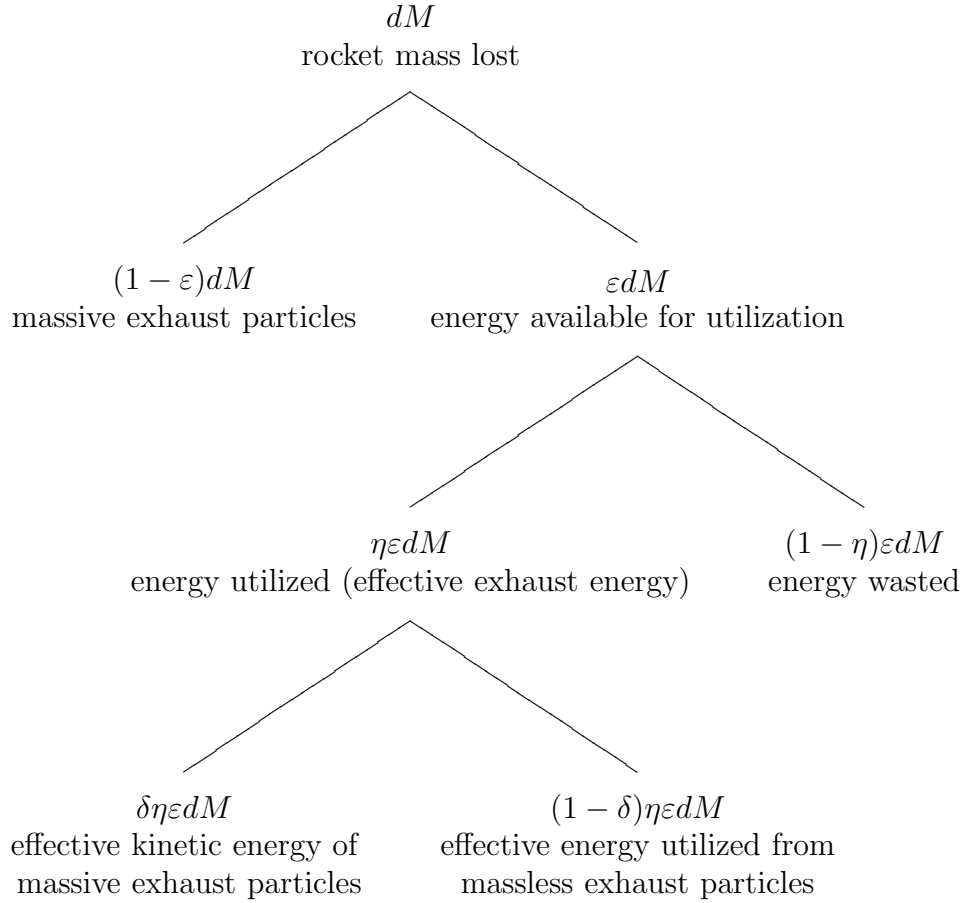 dM
rocket mass lost
(1 − ε)dM
massive exhaust particles
εdM
energy available for utilization
ηεdM
energy utilized (effective exhaust energy)
(1 − η)εdM
energy wasted
δηεdM
effective kinetic energy of
massive exhaust particles
(1 − δ)ηεdM
effective energy utilized from
massless exhaust particles